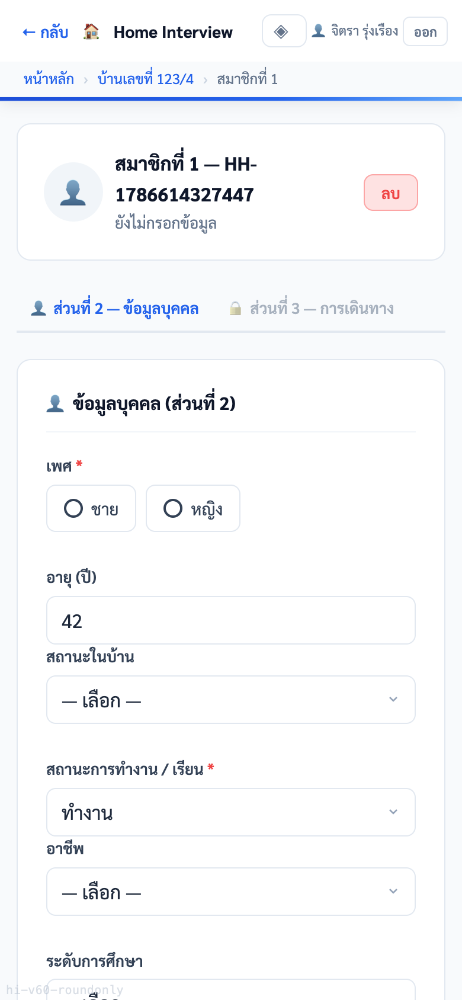 ← กลับ 🏠 Home Interview ◈ 👤 จิตรา รุ่งเรือง ออก
หน้าหลัก › บ้านเลขที่ 123/4 › สมาชิกที่ 1
สมาชิกที่ 1 — HH-
1786614327447
ยังไม่กรอกข้อมูล
ลบ
👤 ส่วนที่ 2 — ข้อมูลบุคคล 🔒 ส่วนที่ 3 — การเดินทาง
👤 ข้อมูลบุคคล (ส่วนที่ 2)
เพศ *
ชาย หญิง
อายุ (ปี)
42
สถานะในบ้าน
— เลือก —
สถานะการทำงาน / เรียน *
ทำงาน
อาชีพ
— เลือก —
ระดับการศึกษา
hi-v60-roundonly